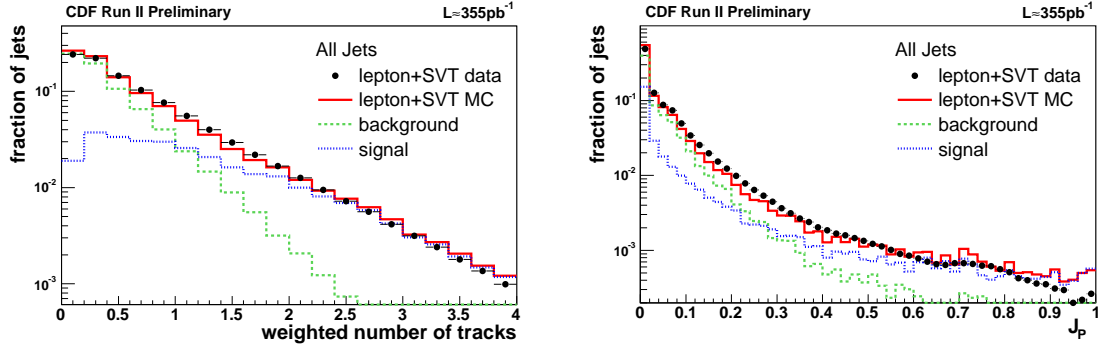 CDF Run II Preliminary L≈355pb⁻¹
fraction of jets
All Jets
lepton+SVT data
lepton+SVT MC
background
signal
10⁻¹
10⁻²
10⁻³
0 0.5 1 1.5 2 2.5 3 3.5 4
weighted number of tracks
CDF Run II Preliminary L≈355pb⁻¹
fraction of jets
All Jets
lepton+SVT data
lepton+SVT MC
background
signal
10⁻¹
10⁻²
10⁻³
0 0.1 0.2 0.3 0.4 0.5 0.6 0.7 0.8 0.9 1
J_P